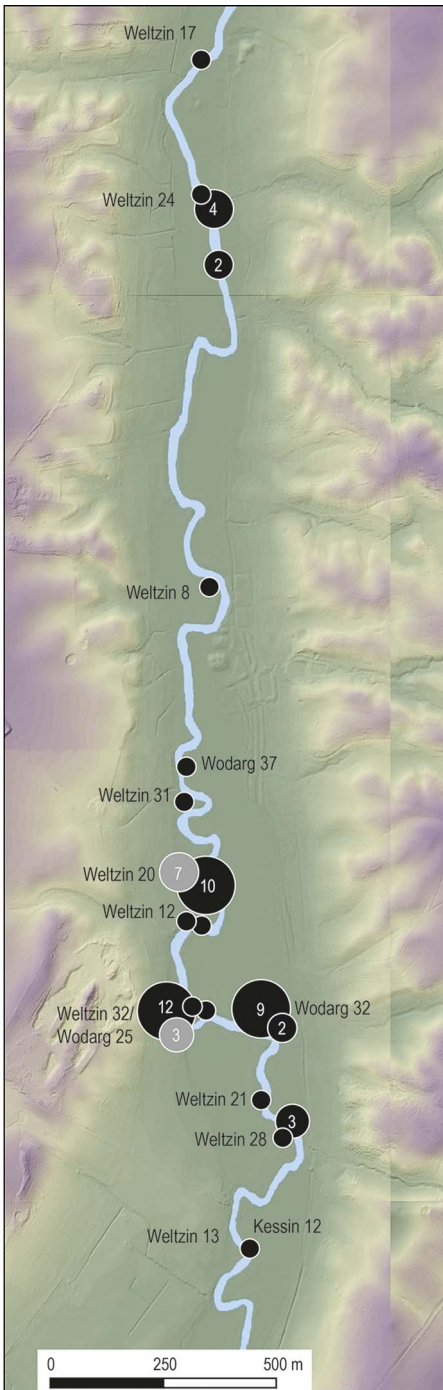 Weltzin 17
Weltzin 24
4
2
Weltzin 8
Wodarg 37
Weltzin 31
Weltzin 20
7
10
Weltzin 12
Weltzin 32/
Wodarg 25
12
3
9
Wodarg 32
2
Weltzin 21
3
Weltzin 28
Weltzin 13
Kessin 12
0 250 500 m